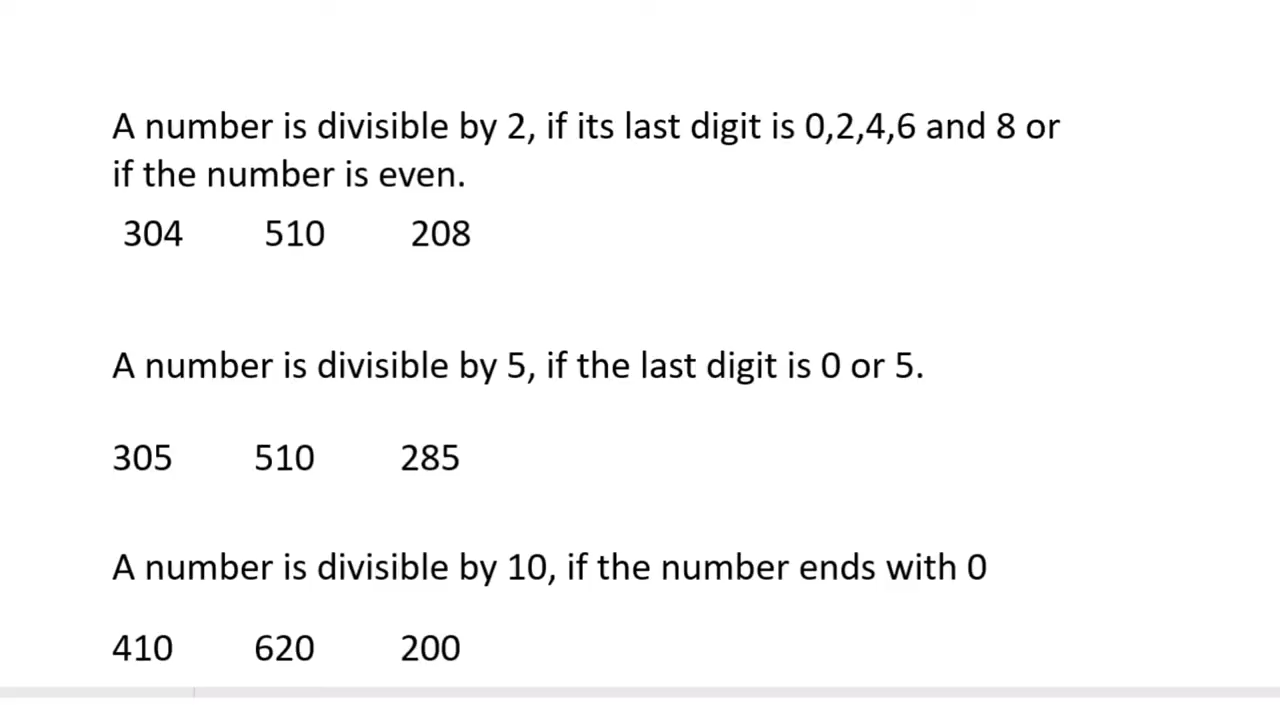 A number is divisible by 2, if its last digit is 0,2,4,6 and 8 or
if the number is even.
304 510 208
A number is divisible by 5, if the last digit is 0 or 5.
305 510 285
A number is divisible by 10, if the number ends with 0
410 620 200